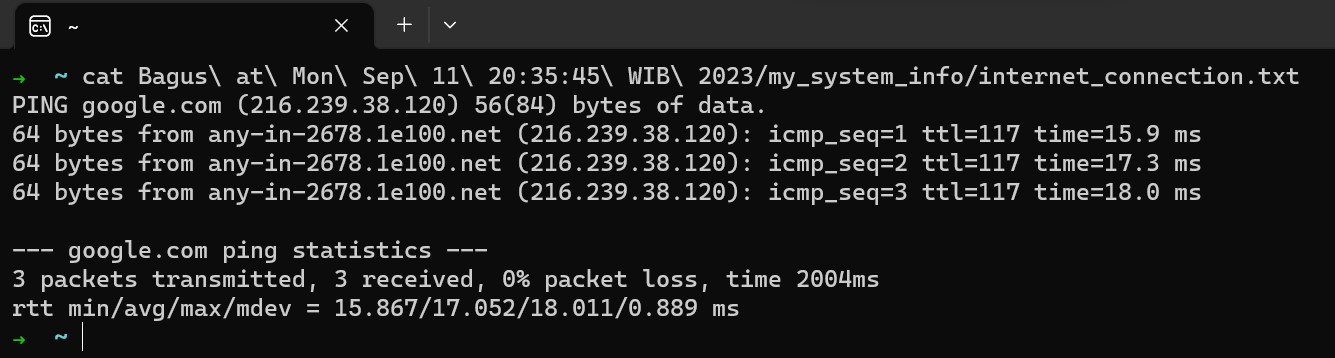 ~
→ ~ cat Bagus\ at\ Mon\ Sep\ 11\ 20:35:45\ WIB\ 2023/my_system_info/internet_connection.txt
PING google.com (216.239.38.120) 56(84) bytes of data.
64 bytes from any-in-2678.1e100.net (216.239.38.120): icmp_seq=1 ttl=117 time=15.9 ms
64 bytes from any-in-2678.1e100.net (216.239.38.120): icmp_seq=2 ttl=117 time=17.3 ms
64 bytes from any-in-2678.1e100.net (216.239.38.120): icmp_seq=3 ttl=117 time=18.0 ms

--- google.com ping statistics ---
3 packets transmitted, 3 received, 0% packet loss, time 2004ms
rtt min/avg/max/mdev = 15.867/17.052/18.011/0.889 ms
→ ~